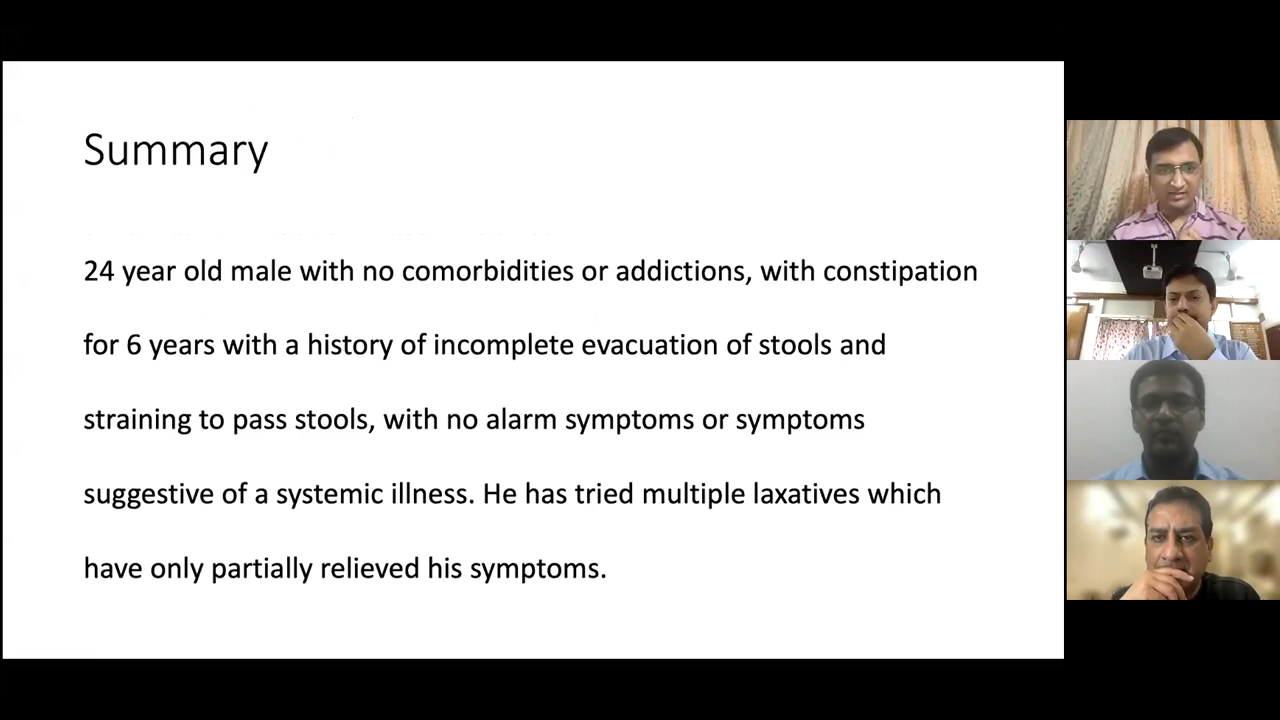 Summary
24 year old male with no comorbidities or addictions, with constipation
for 6 years with a history of incomplete evacuation of stools and
straining to pass stools, with no alarm symptoms or symptoms
suggestive of a systemic illness. He has tried multiple laxatives which
have only partially relieved his symptoms.